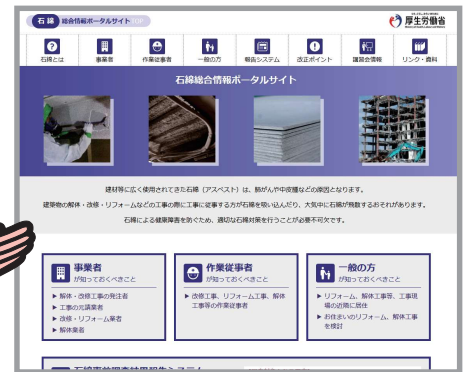 石綿 総合情報ポータルサイト TOP
厚生労働省
石綿とは 事業者 作業従事者 一般の方 報告システム 改正ポイント 講習会情報 リンク・資料
石綿総合情報ポータルサイト
建材等に広く使用されてきた石綿（アスベスト）は、肺がんや中皮腫などの原因となります。
建築物の解体・改修・リフォームなどの工事の際に工事に従事する方が石綿を吸い込んだり、大気中に石綿が飛散するおそれがあります。
石綿による健康障害を防ぐため、適切な石綿対策を行うことが必要不可欠です。
事業者
が知っておくべきこと
▶ 解体・改修工事の発注者
▶ 工事の元請業者
▶ 改修・リフォーム業者
▶ 解体業者
作業従事者
が知っておくべきこと
▶ 改修工事、リフォーム工事、解体
工事等の作業従事者
一般の方
が知っておくべきこと
▶ リフォーム、解体工事等、工事現
場の近隣に居住
▶ お住まいのリフォーム、解体工事
を検討